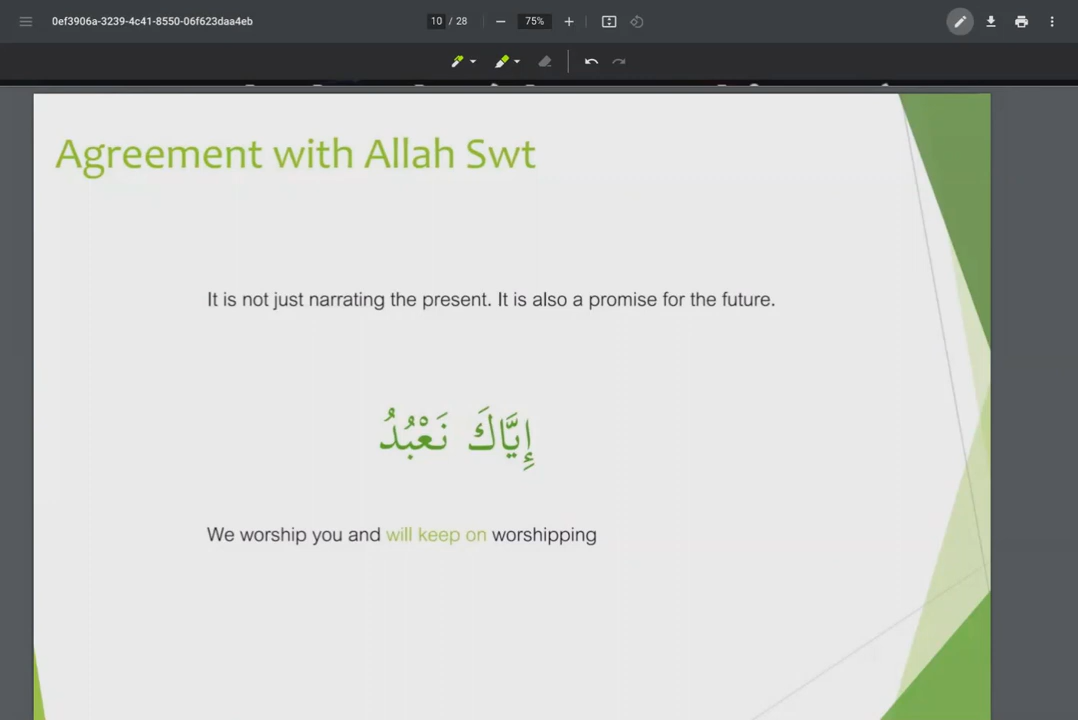 0ef3906a-3239-4c41-8550-06f623daa4eb
10 / 28
75%
Agreement with Allah Swt
It is not just narrating the present. It is also a promise for the future.
إِيَّاكَ نَعْبُدُ
We worship you and will keep on worshipping